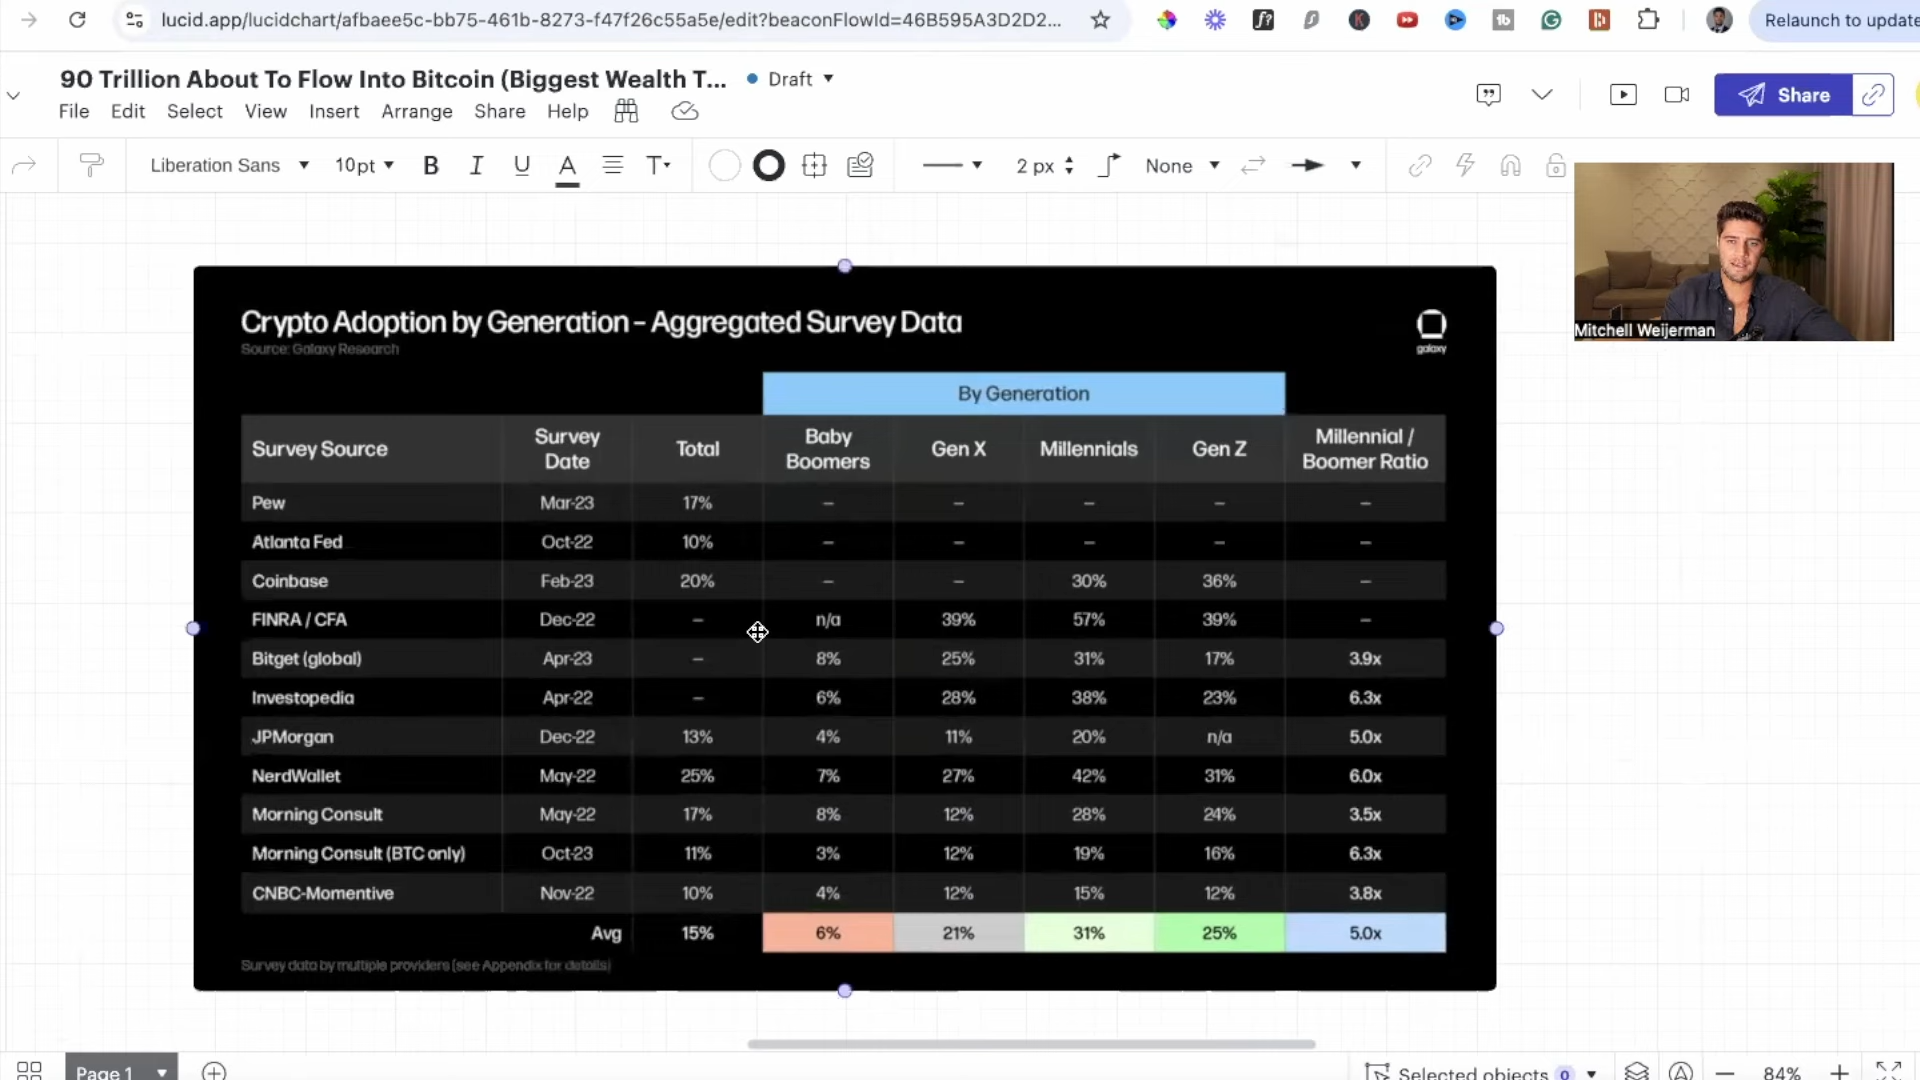 lucid.app/lucidchart/afbaee5c-bb75-461b-8273-f47f26c55a5e/edit?beaconFlowId=46B595A3D2D2...
Relaunch to update
90 Trillion About To Flow Into Bitcoin (Biggest Wealth T... Draft
File Edit Select View Insert Arrange Share Help
Share
Liberation Sans 10pt B I U A T 2 px None
Mitchell Weijerman
Crypto Adoption by Generation – Aggregated Survey Data
Source: Galaxy Research
galaxy
By Generation
Survey Source Survey Date Total Baby Boomers Gen X Millennials Gen Z Millennial / Boomer Ratio
Pew Mar-23 17% – – – – –
Atlanta Fed Oct-22 10% – – – – –
Coinbase Feb-23 20% – – 30% 36% –
FINRA / CFA Dec-22 – n/a 39% 57% 39% –
Bitget (global) Apr-23 – 8% 25% 31% 17% 3.9x
Investopedia Apr-22 – 6% 28% 38% 23% 6.3x
JPMorgan Dec-22 13% 4% 11% 20% n/a 5.0x
NerdWallet May-22 25% 7% 27% 42% 31% 6.0x
Morning Consult May-22 17% 8% 12% 28% 24% 3.5x
Morning Consult (BTC only) Oct-23 11% 3% 12% 19% 16% 6.3x
CNBC-Momentive Nov-22 10% 4% 12% 15% 12% 3.8x
Avg 15% 6% 21% 31% 25% 5.0x
Survey data by multiple providers (see Appendix for details)
Page 1 Selected objects 0 84%